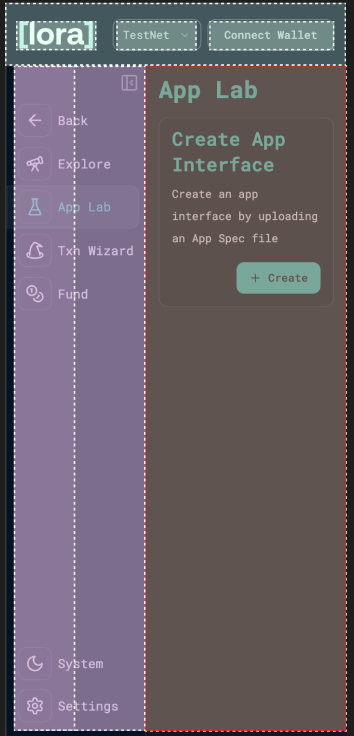 [lora]
TestNet
Connect Wallet
Back
Explore
App Lab
Txn Wizard
Fund
System
Settings
App Lab
Create App
Interface
Create an app
interface by uploading
an App Spec file
+ Create